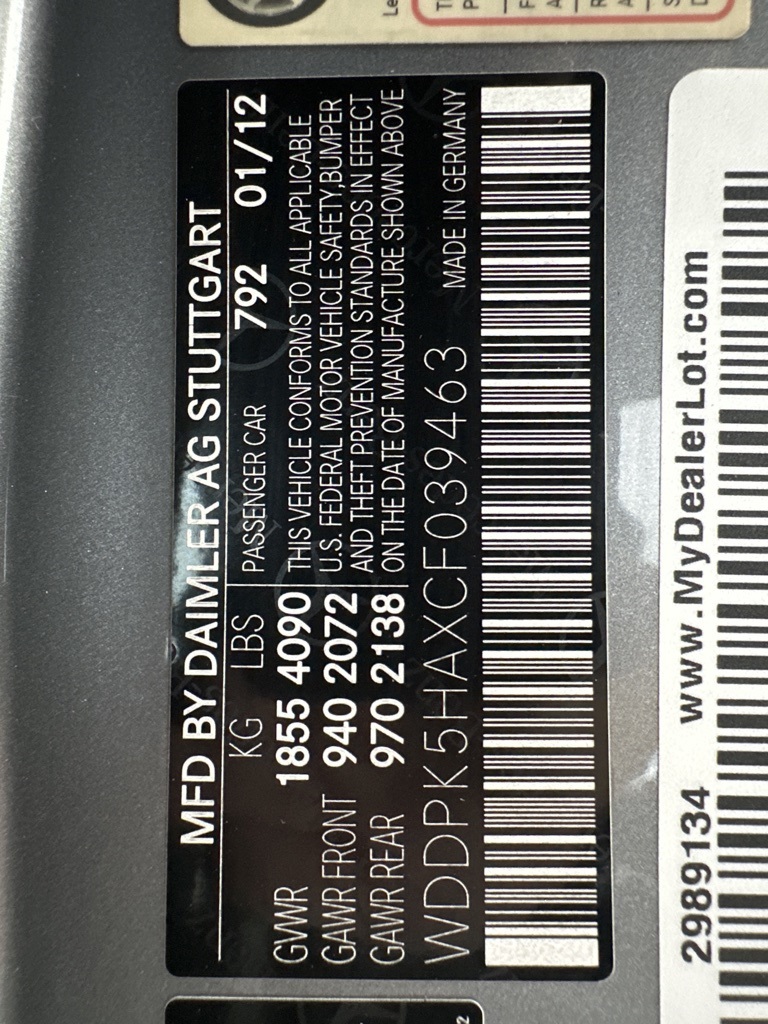 MFD BY DAIMLER AG STUTTGART
KG LBS PASSENGER CAR 792 01/12
GVWR 1855 4090 THIS VEHICLE CONFORMS TO ALL APPLICABLE
GAWR FRONT 940 2072 U.S. FEDERAL MOTOR VEHICLE SAFETY,BUMPER
GAWR REAR 970 2138 AND THEFT PREVENTION STANDARDS IN EFFECT
ON THE DATE OF MANUFACTURE SHOWN ABOVE
WDDPK5HAXCF039463 MADE IN GERMANY
2989134 www.MyDealerLot.com